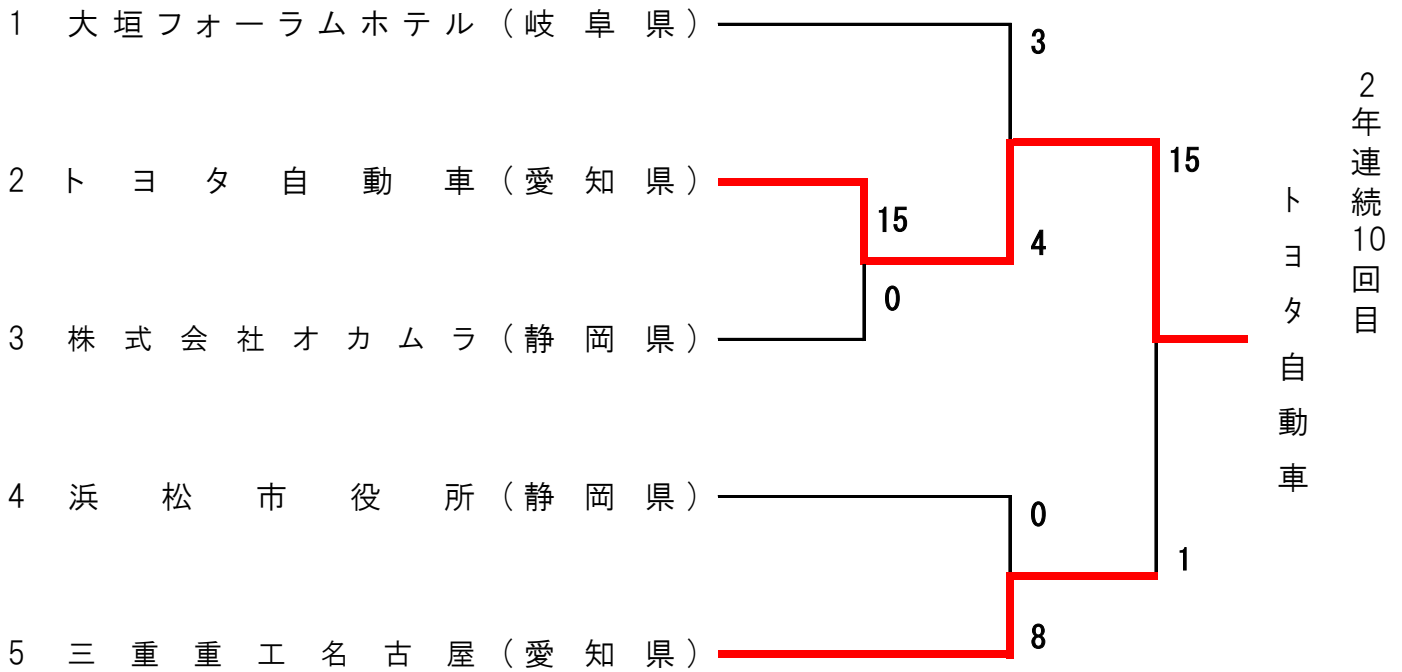 1 大垣フォーラムホテル(岐阜県)
3
2 トヨタ自動車(愛知県)
15
0
4
15
3 株式会社オカムラ(静岡県)
4 浜松市役所(静岡県)
0
8
1
5 三重重工名古屋(愛知県)
トヨタ自動車
2年連続10回目